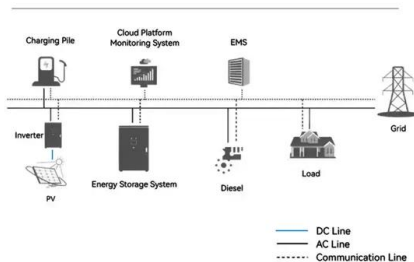 Charging Pile
Cloud Platform
Monitoring System
EMS
Grid
Inverter
PV
Energy Storage System
Diesel
Load
DC Line
AC Line
Communication Line